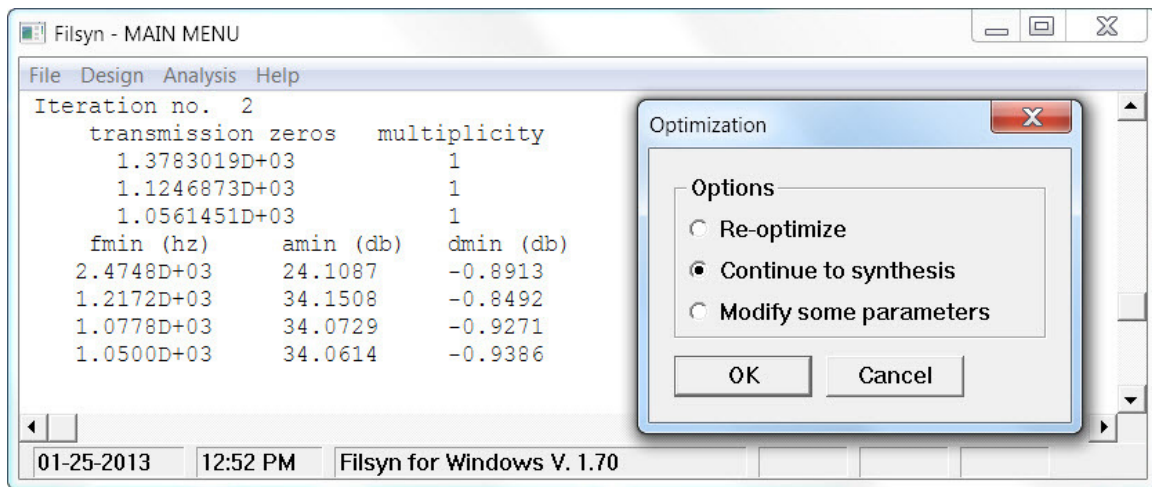 Filsyn - MAIN MENU
File Design Analysis Help
Iteration no. 2
transmission zeros multiplicity
1.3783019D+03 1
1.1246873D+03 1
1.0561451D+03 1
fmin (hz) amin (db) dmin (db)
2.4748D+03 24.1087 -0.8913
1.2172D+03 34.1508 -0.8492
1.0778D+03 34.0729 -0.9271
1.0500D+03 34.0614 -0.9386
Optimization
Options
Re-optimize
Continue to synthesis
Modify some parameters
OK Cancel
01-25-2013 12:52 PM Filsyn for Windows V. 1.70